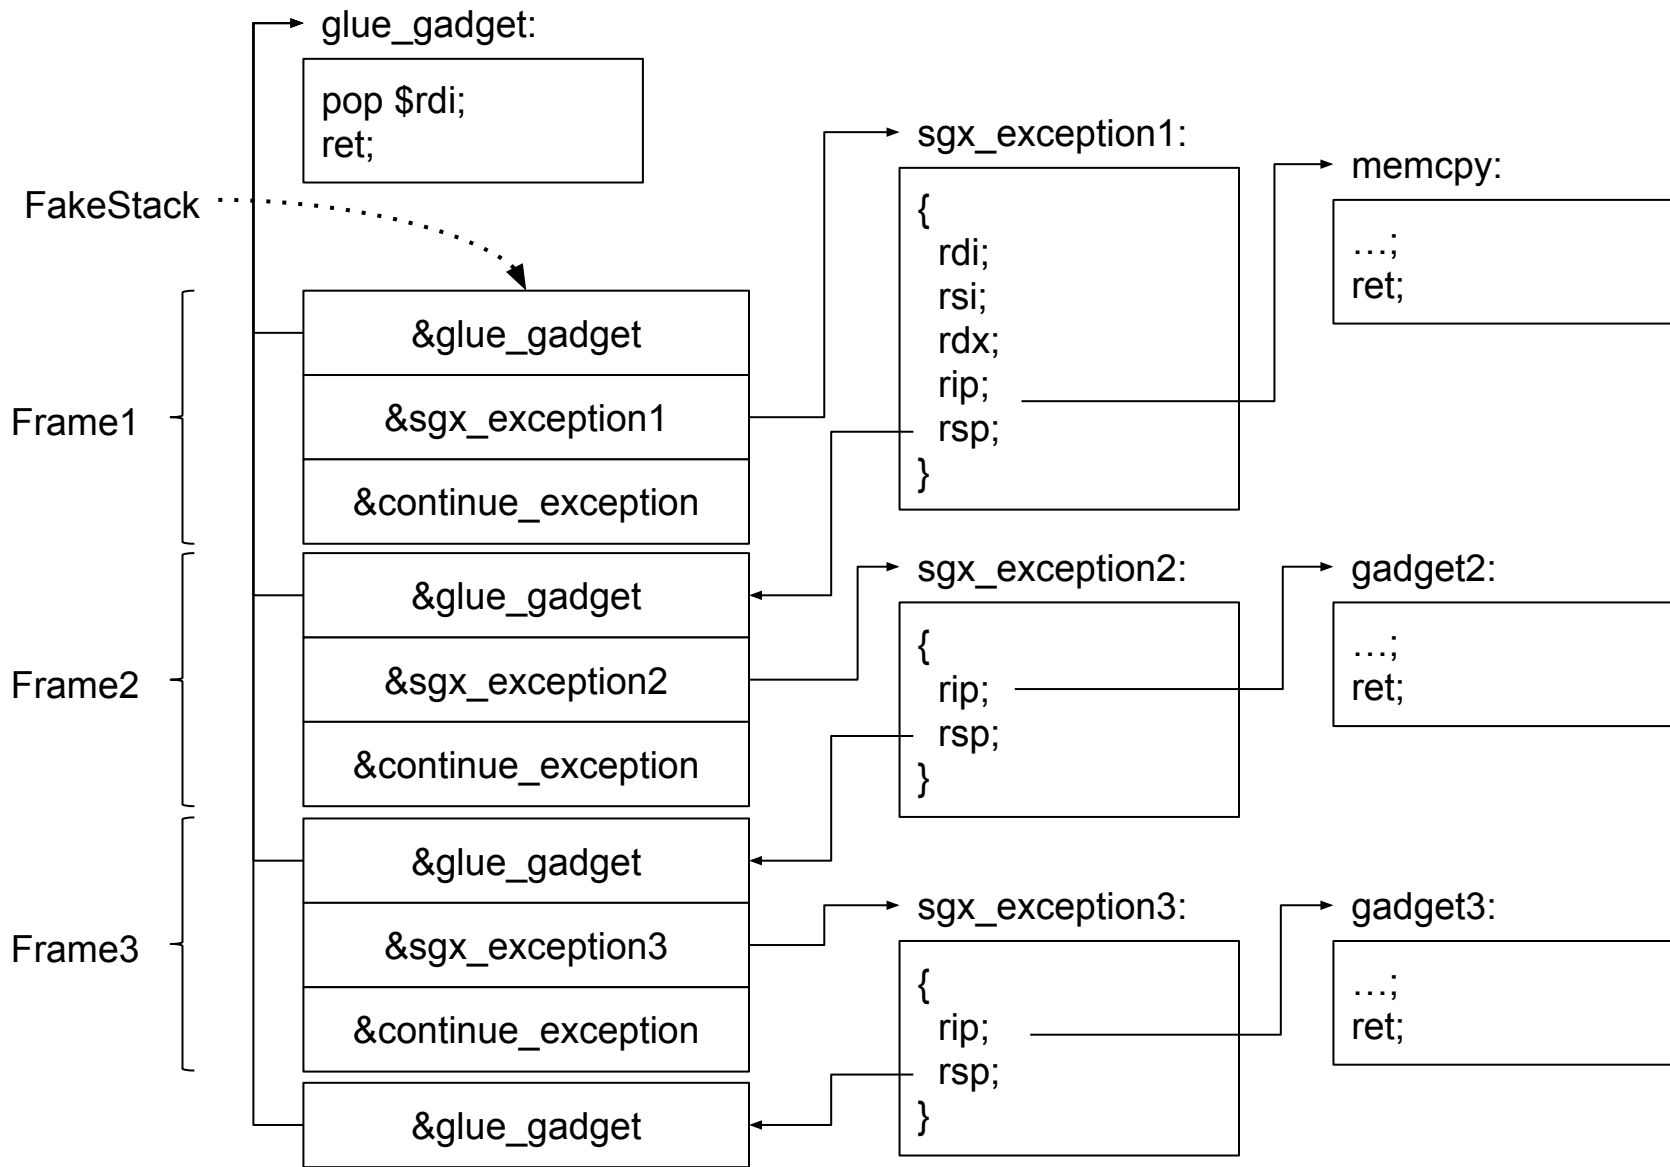 glue_gadget:
pop $rdi;
ret;
FakeStack
Frame1
&glue_gadget
&sgx_exception1
&continue_exception
Frame2
&glue_gadget
&sgx_exception2
&continue_exception
Frame3
&glue_gadget
&sgx_exception3
&continue_exception
&glue_gadget
sgx_exception1:
{
rdi;
rsi;
rdx;
rip;
rsp;
}
memcpy:
…;
ret;
sgx_exception2:
{
rip;
rsp;
}
gadget2:
…;
ret;
sgx_exception3:
{
rip;
rsp;
}
gadget3:
…;
ret;